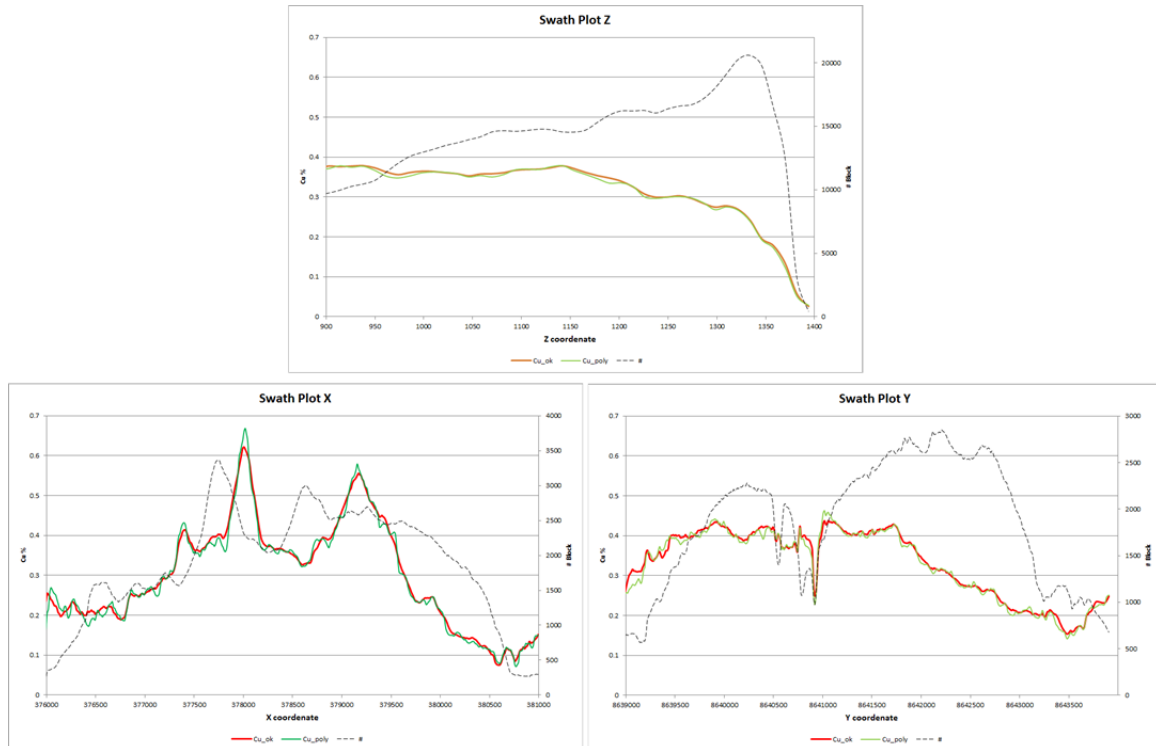 Swath Plot Z
0.7
0.6
0.5
0.4
0.3
0.2
0.1
0
Cu %
20000
15000
10000
5000
0
# Block
900 950 1000 1050 1100 1150 1200 1250 1300 1350 1400
Z coordenate
Cu_ok Cu_poly #
Swath Plot X
0.7
0.6
0.5
0.4
0.3
0.2
0.1
0
Cu %
4000
3500
3000
2500
2000
1500
1000
500
0
# Block
376000 376500 377000 377500 378000 378500 379000 379500 380000 380500 381000
X coordenate
Cu_ok Cu_poly #
Swath Plot Y
0.7
0.6
0.5
0.4
0.3
0.2
0.1
0
Cu %
3000
2500
2000
1500
1000
500
0
# Block
8639000 8639500 8640000 8640500 8641000 8641500 8642000 8642500 8643000 8643500
Y coordenate
Cu_ok Cu_poly #